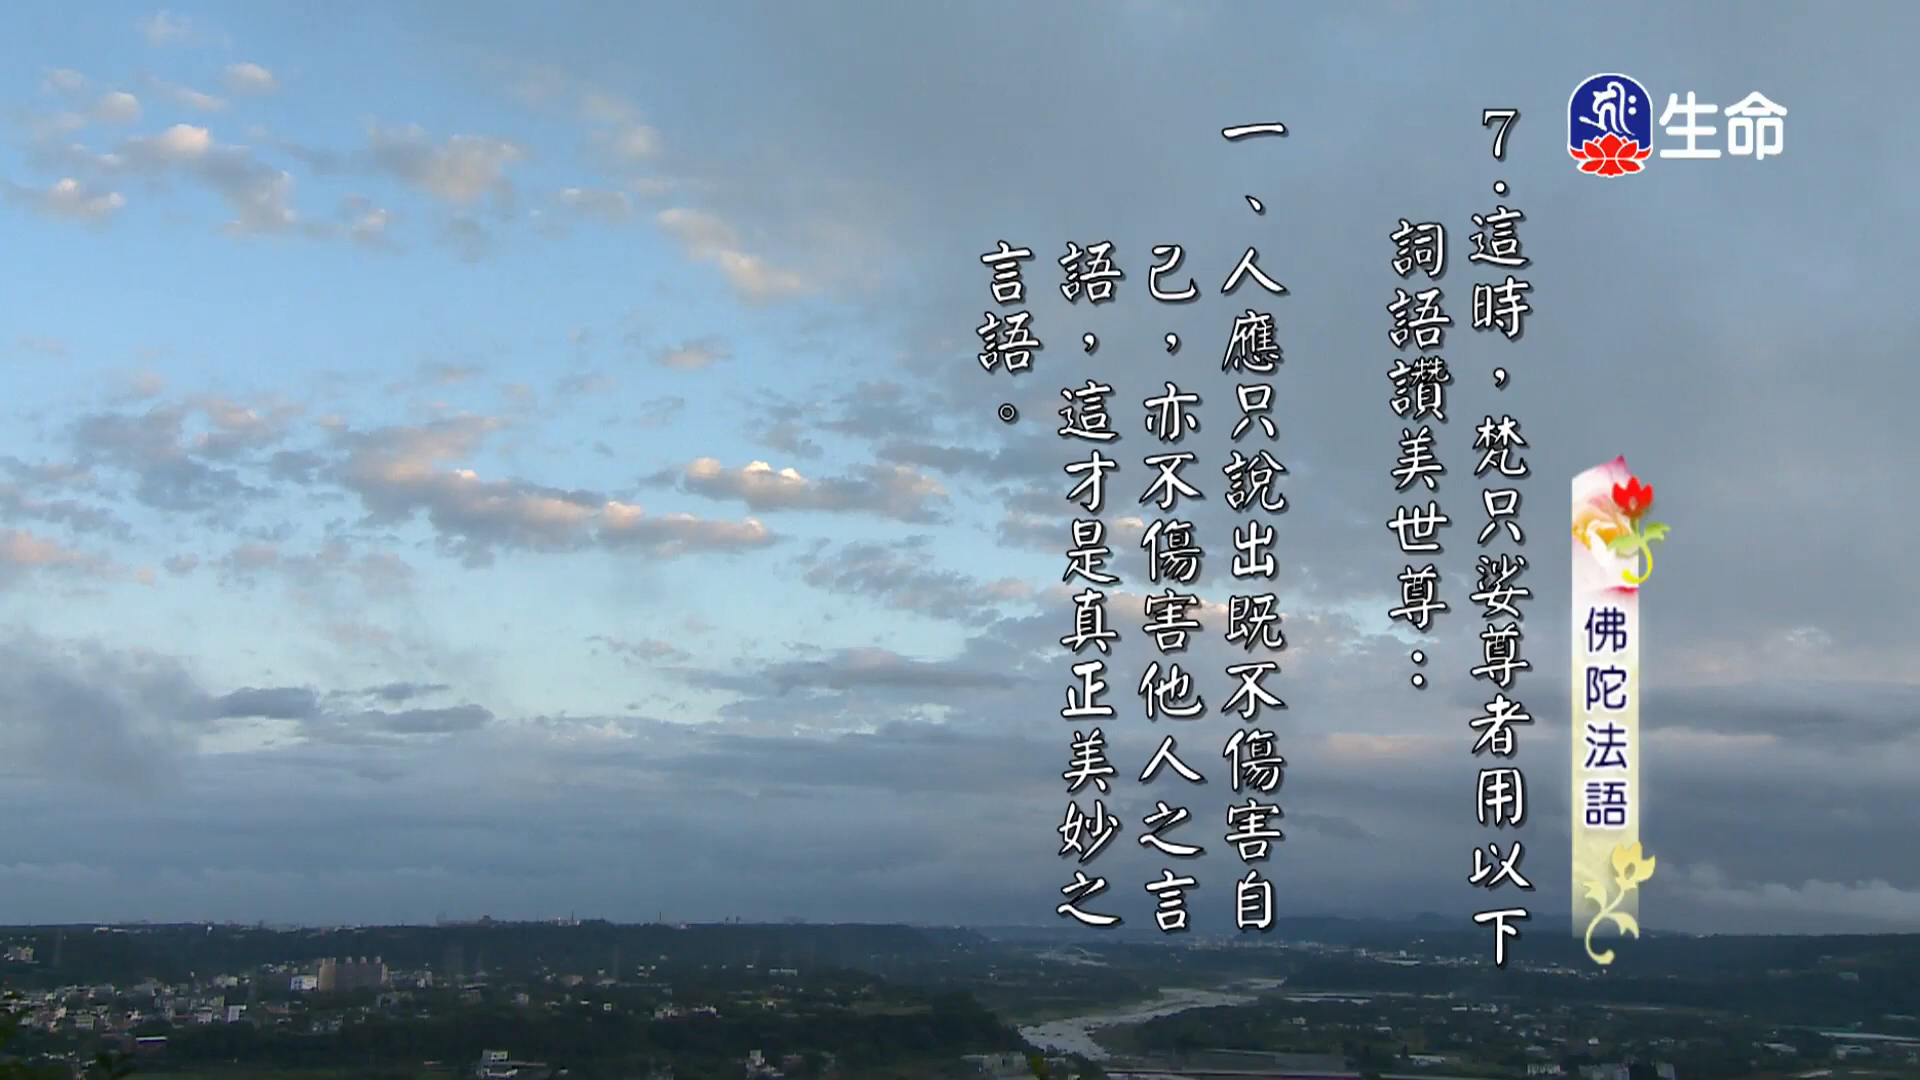 生命
佛陀法語
7.這時，梵只娑尊者用以下
詞語讚美世尊：
一、人應只說出既不傷害自
己，亦不傷害他人之言
語，這才是真正美妙之
言語。